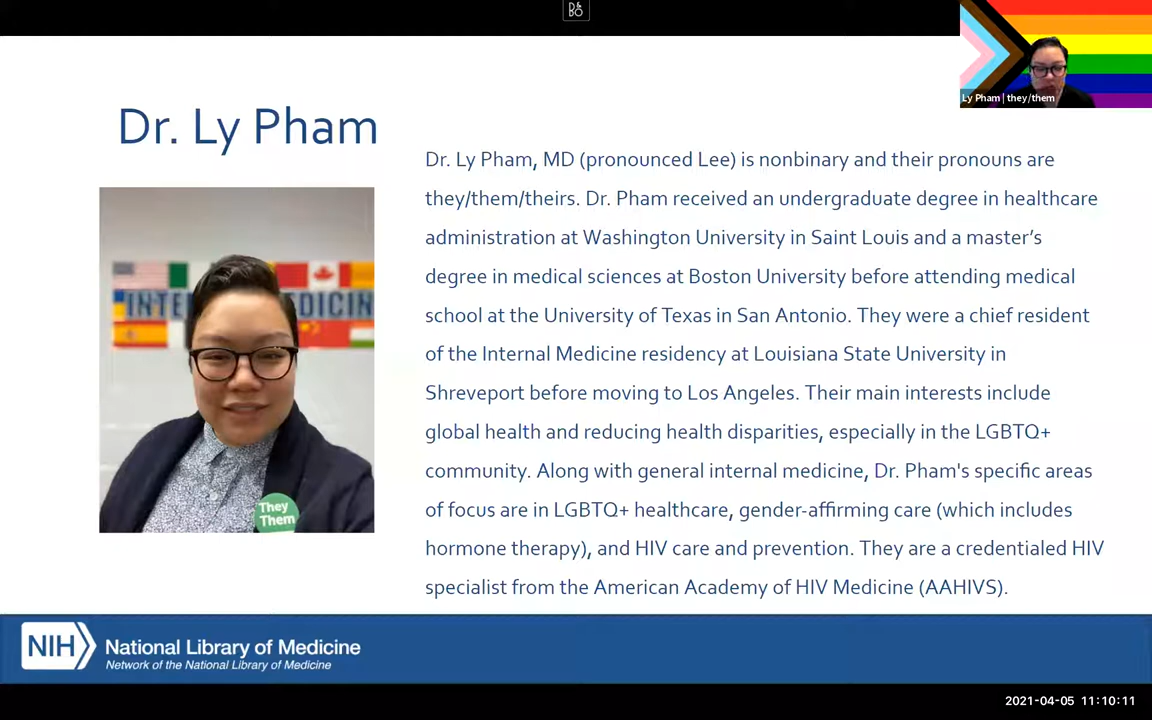 B&O
Ly Pham | they/them
Dr. Ly Pham
Dr. Ly Pham, MD (pronounced Lee) is nonbinary and their pronouns are
they/them/theirs. Dr. Pham received an undergraduate degree in healthcare
administration at Washington University in Saint Louis and a master’s
degree in medical sciences at Boston University before attending medical
school at the University of Texas in San Antonio. They were a chief resident
of the Internal Medicine residency at Louisiana State University in
Shreveport before moving to Los Angeles. Their main interests include
global health and reducing health disparities, especially in the LGBTQ+
community. Along with general internal medicine, Dr. Pham's specific areas
of focus are in LGBTQ+ healthcare, gender-affirming care (which includes
hormone therapy), and HIV care and prevention. They are a credentialed HIV
specialist from the American Academy of HIV Medicine (AAHIVS).
INTE DICIN
They
Them
NIH
National Library of Medicine
Network of the National Library of Medicine
2021-04-05 11:10:11